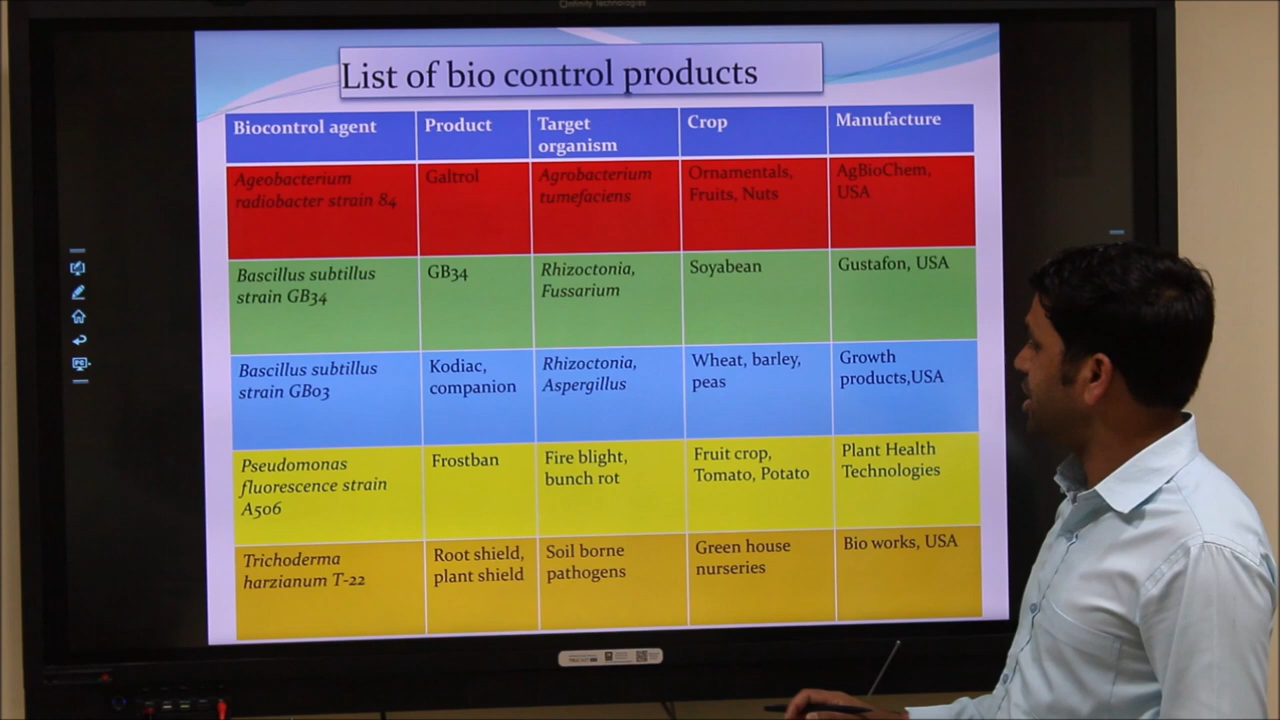 Infinity Technologies
List of bio control products
Biocontrol agent
Product
Target
organism
Crop
Manufacture
Ageobacterium
radiobacter strain 84
Galtrol
Agrobacterium
tumefaciens
Ornamentals,
Fruits, Nuts
AgBioChem,
USA
Bascillus subtillus
strain GB34
GB34
Rhizoctonia,
Fussarium
Soyabean
Gustafon, USA
Bascillus subtillus
strain GB03
Kodiac,
companion
Rhizoctonia,
Aspergillus
Wheat, barley,
peas
Growth
products,USA
Pseudomonas
fluorescence strain
A506
Frostban
Fire blight,
bunch rot
Fruit crop,
Tomato, Potato
Plant Health
Technologies
Trichoderma
harzianum T-22
Root shield,
plant shield
Soil borne
pathogens
Green house
nurseries
Bio works, USA
PC